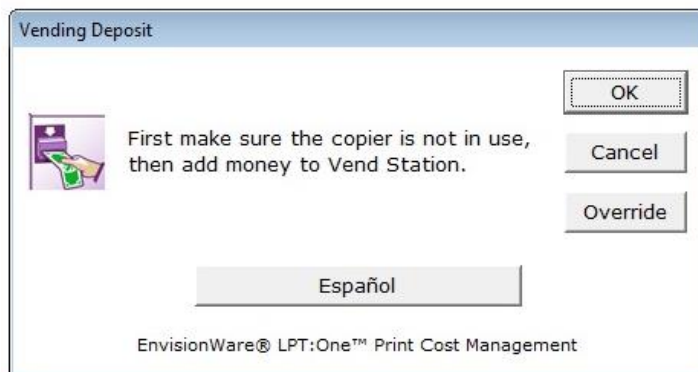 Vending Deposit
OK
First make sure the copier is not in use,
then add money to Vend Station.
Cancel
Override
Español
EnvisionWare® LPT:One™ Print Cost Management